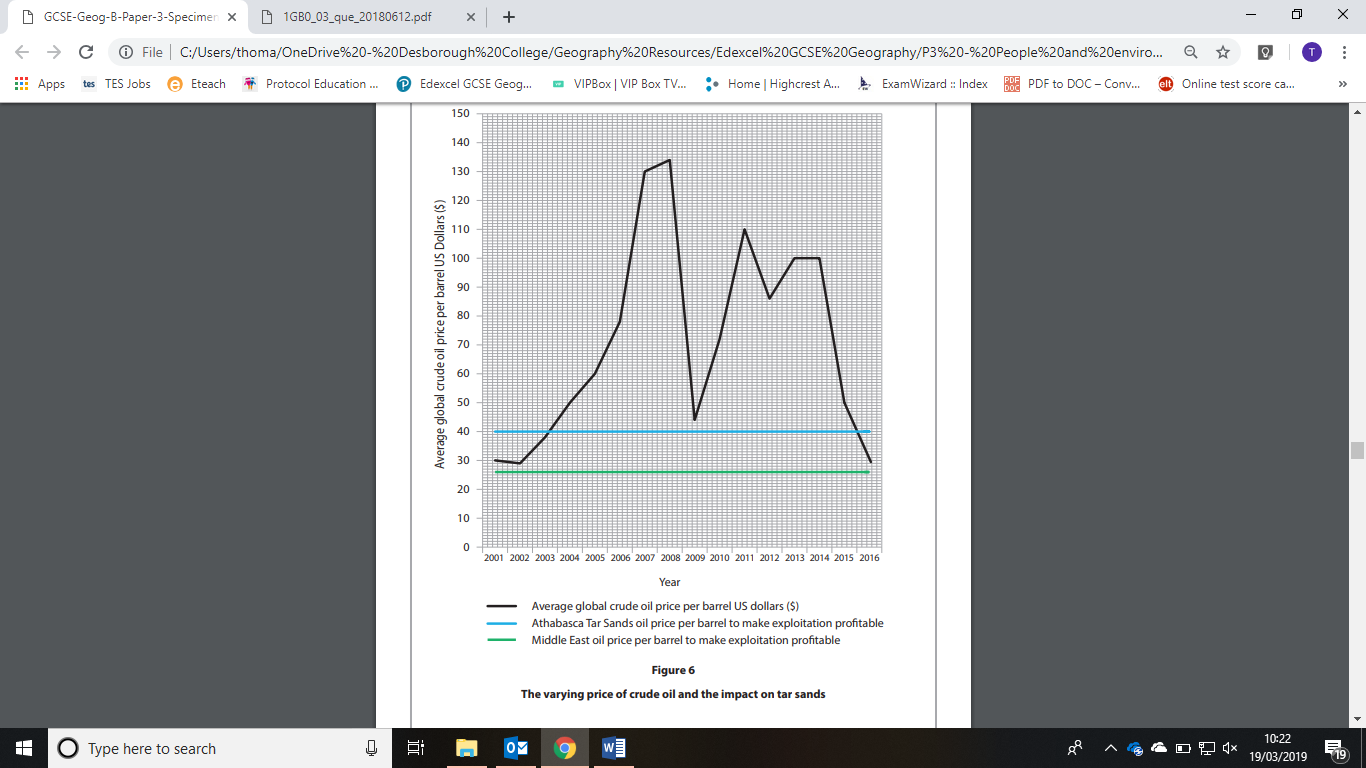 GCSE-Geog-B-Paper-3-Specimen
1GB0_03_que_20180612.pdf
File
C:/Users/thoma/OneDrive%20-%20Desborough%20College/Geography%20Resources/Edexcel%20GCSE%20Geography/P3%20-%20People%20and%20enviro...
T
Apps
tes TES Jobs
Eteach
Protocol Education ...
Edexcel GCSE Geog...
VIPBox | VIP Box TV...
Home | Highcrest A...
ExamWizard :: Index
PDF to DOC – Conv...
elt Online test score ca...
»
Average global crude oil price per barrel US Dollars ($)
150
140
130
120
110
100
90
80
70
60
50
40
30
20
10
0
2001 2002 2003 2004 2005 2006 2007 2008 2009 2010 2011 2012 2013 2014 2015 2016
Year
Average global crude oil price per barrel US dollars ($)
Athabasca Tar Sands oil price per barrel to make exploitation profitable
Middle East oil price per barrel to make exploitation profitable
Figure 6
The varying price of crude oil and the impact on tar sands
Type here to search
10:22
19/03/2019
19